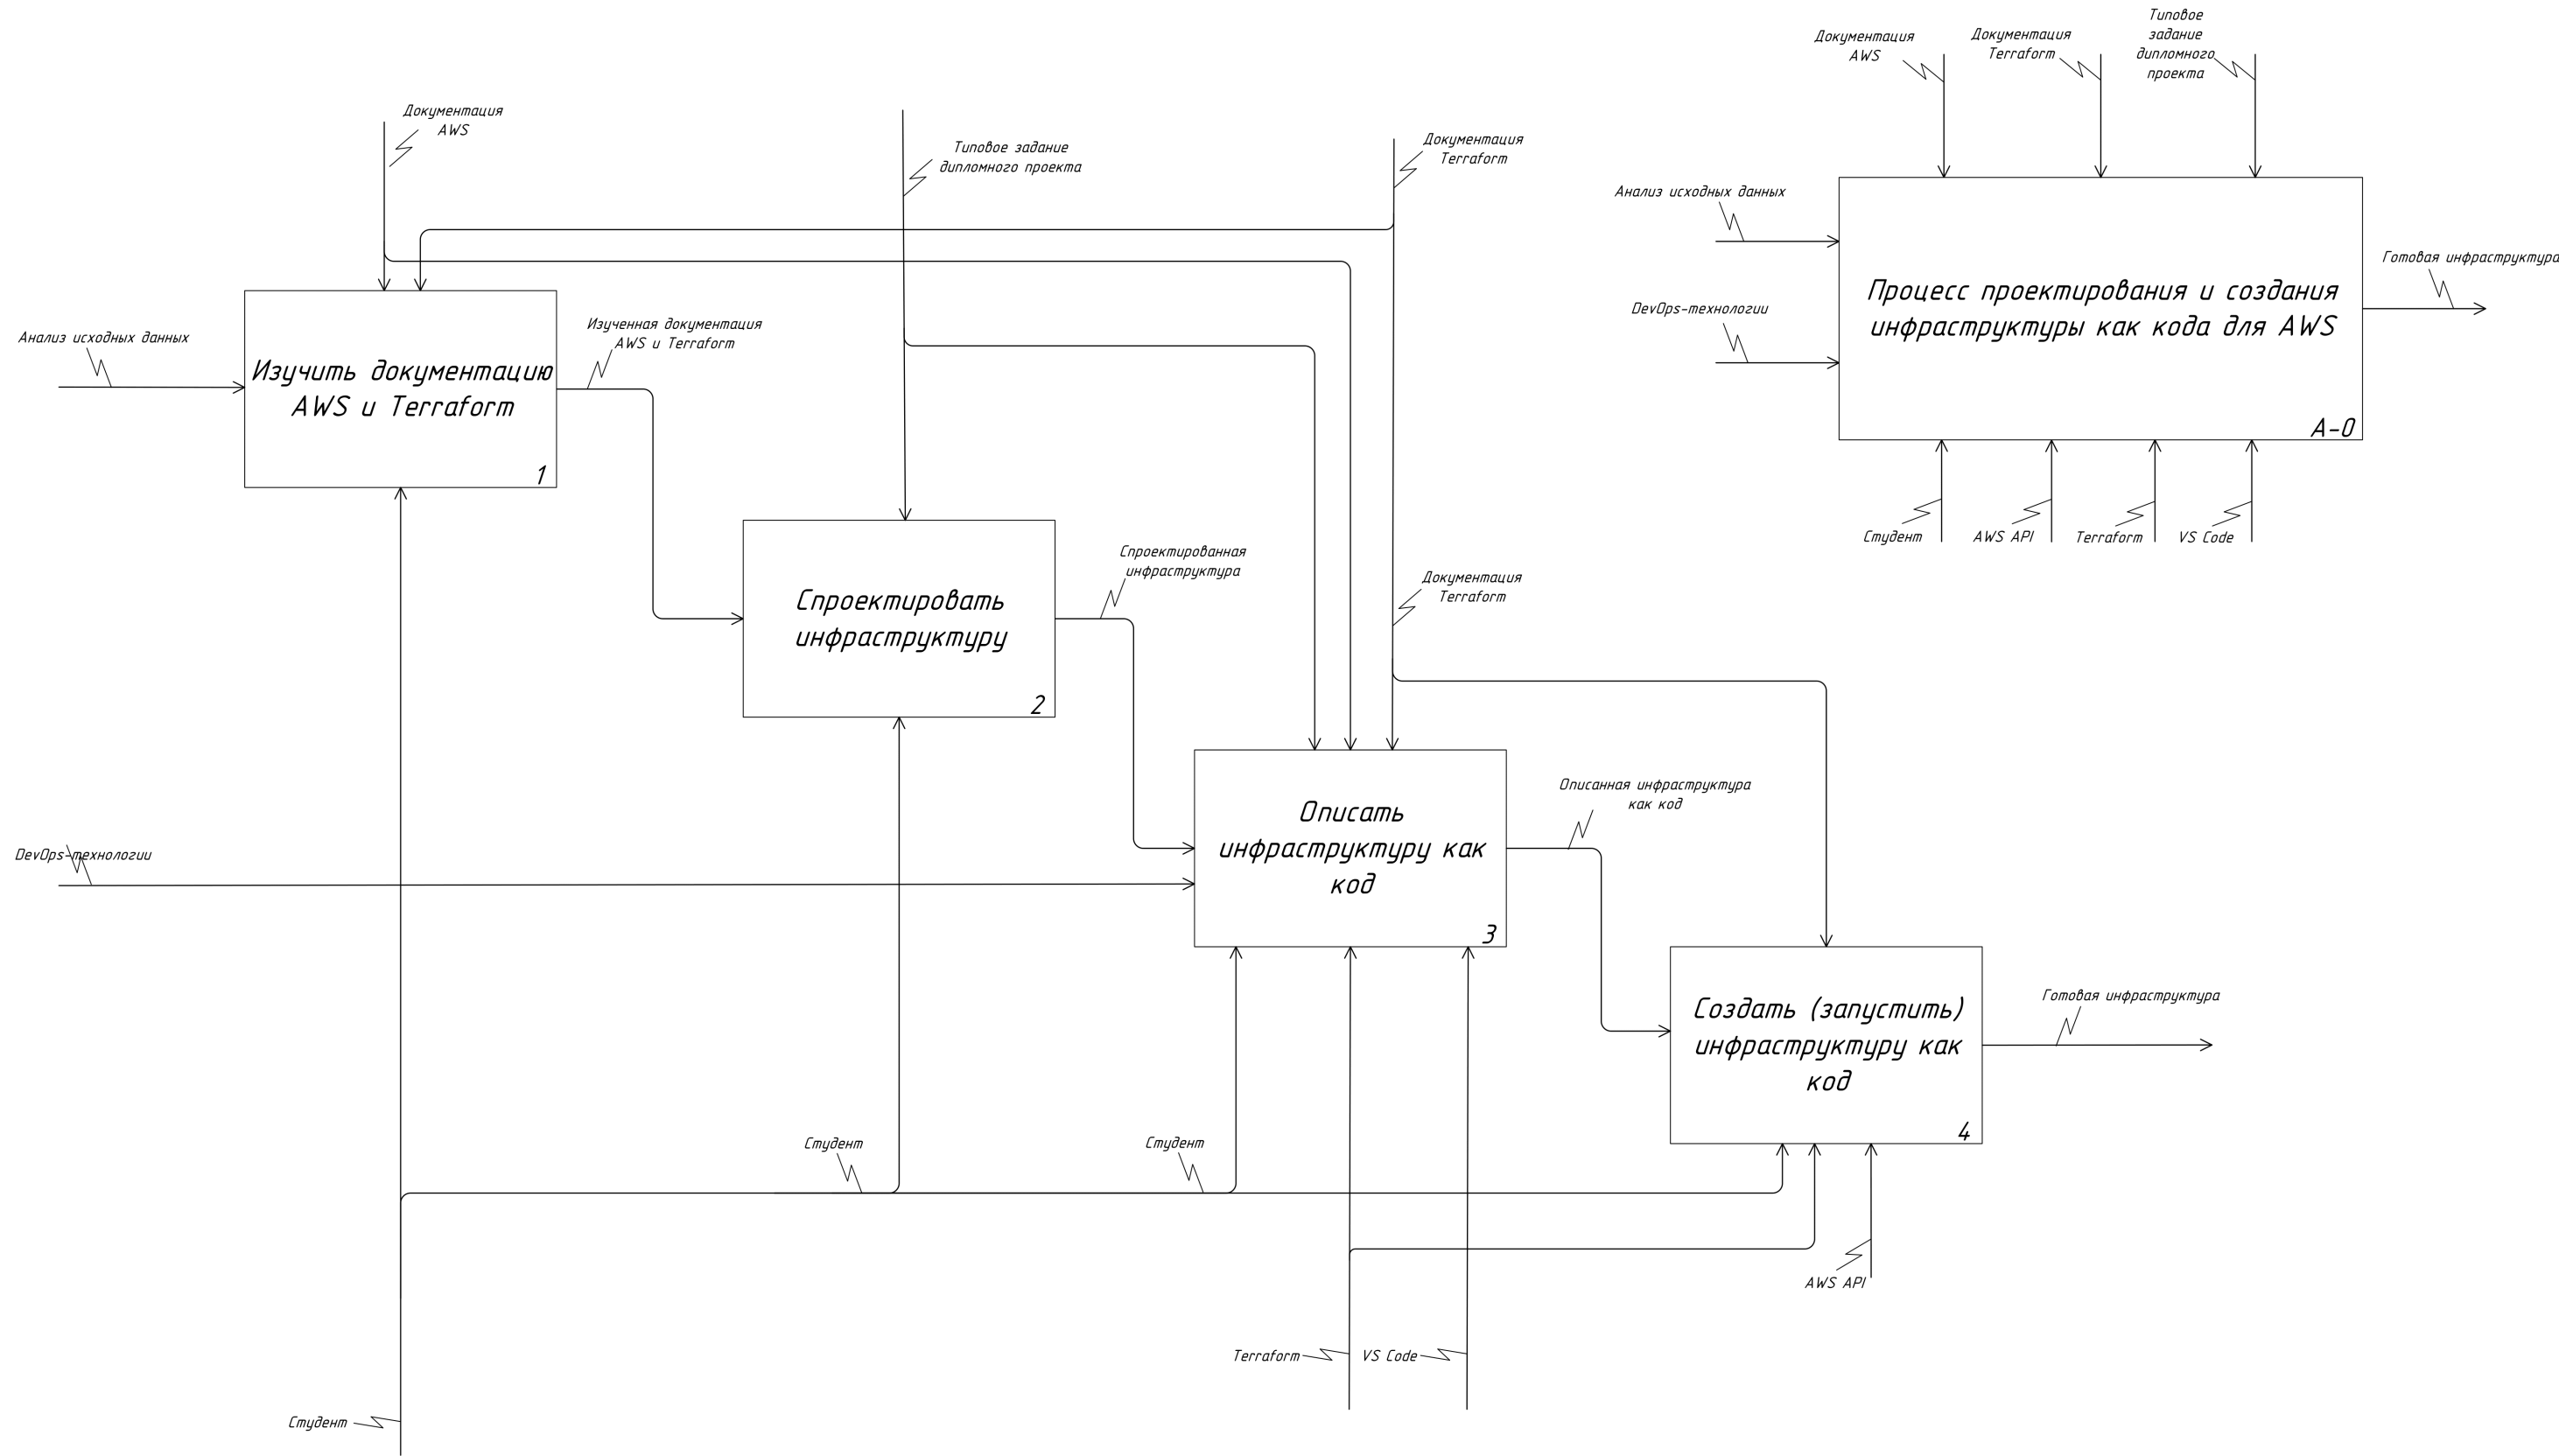 Документация
AWS
Типовое задание
дипломного проекта
Документация
Terraform
Анализ исходных данных
Изучить документацию
AWS и Terraform
1
Изученная документация
AWS и Terraform
Спроектировать
инфраструктуру
2
Спроектированная
инфраструктура
Документация
Terraform
DevOps-технологии
Описать
инфраструктуру как
код
3
Описанная инфраструктура
как код
Создать (запустить)
инфраструктуру как
код
4
Готовая инфраструктура
Студент
Студент
AWS API
Terraform
VS Code
Студент
Документация
AWS
Документация
Terraform
Типовое
задание
дипломного
проекта
Анализ исходных данных
DevOps-технологии
Процесс проектирования и создания
инфраструктуры как кода для AWS
A-0
Готовая инфраструктура
Студент
AWS API
Terraform
VS Code